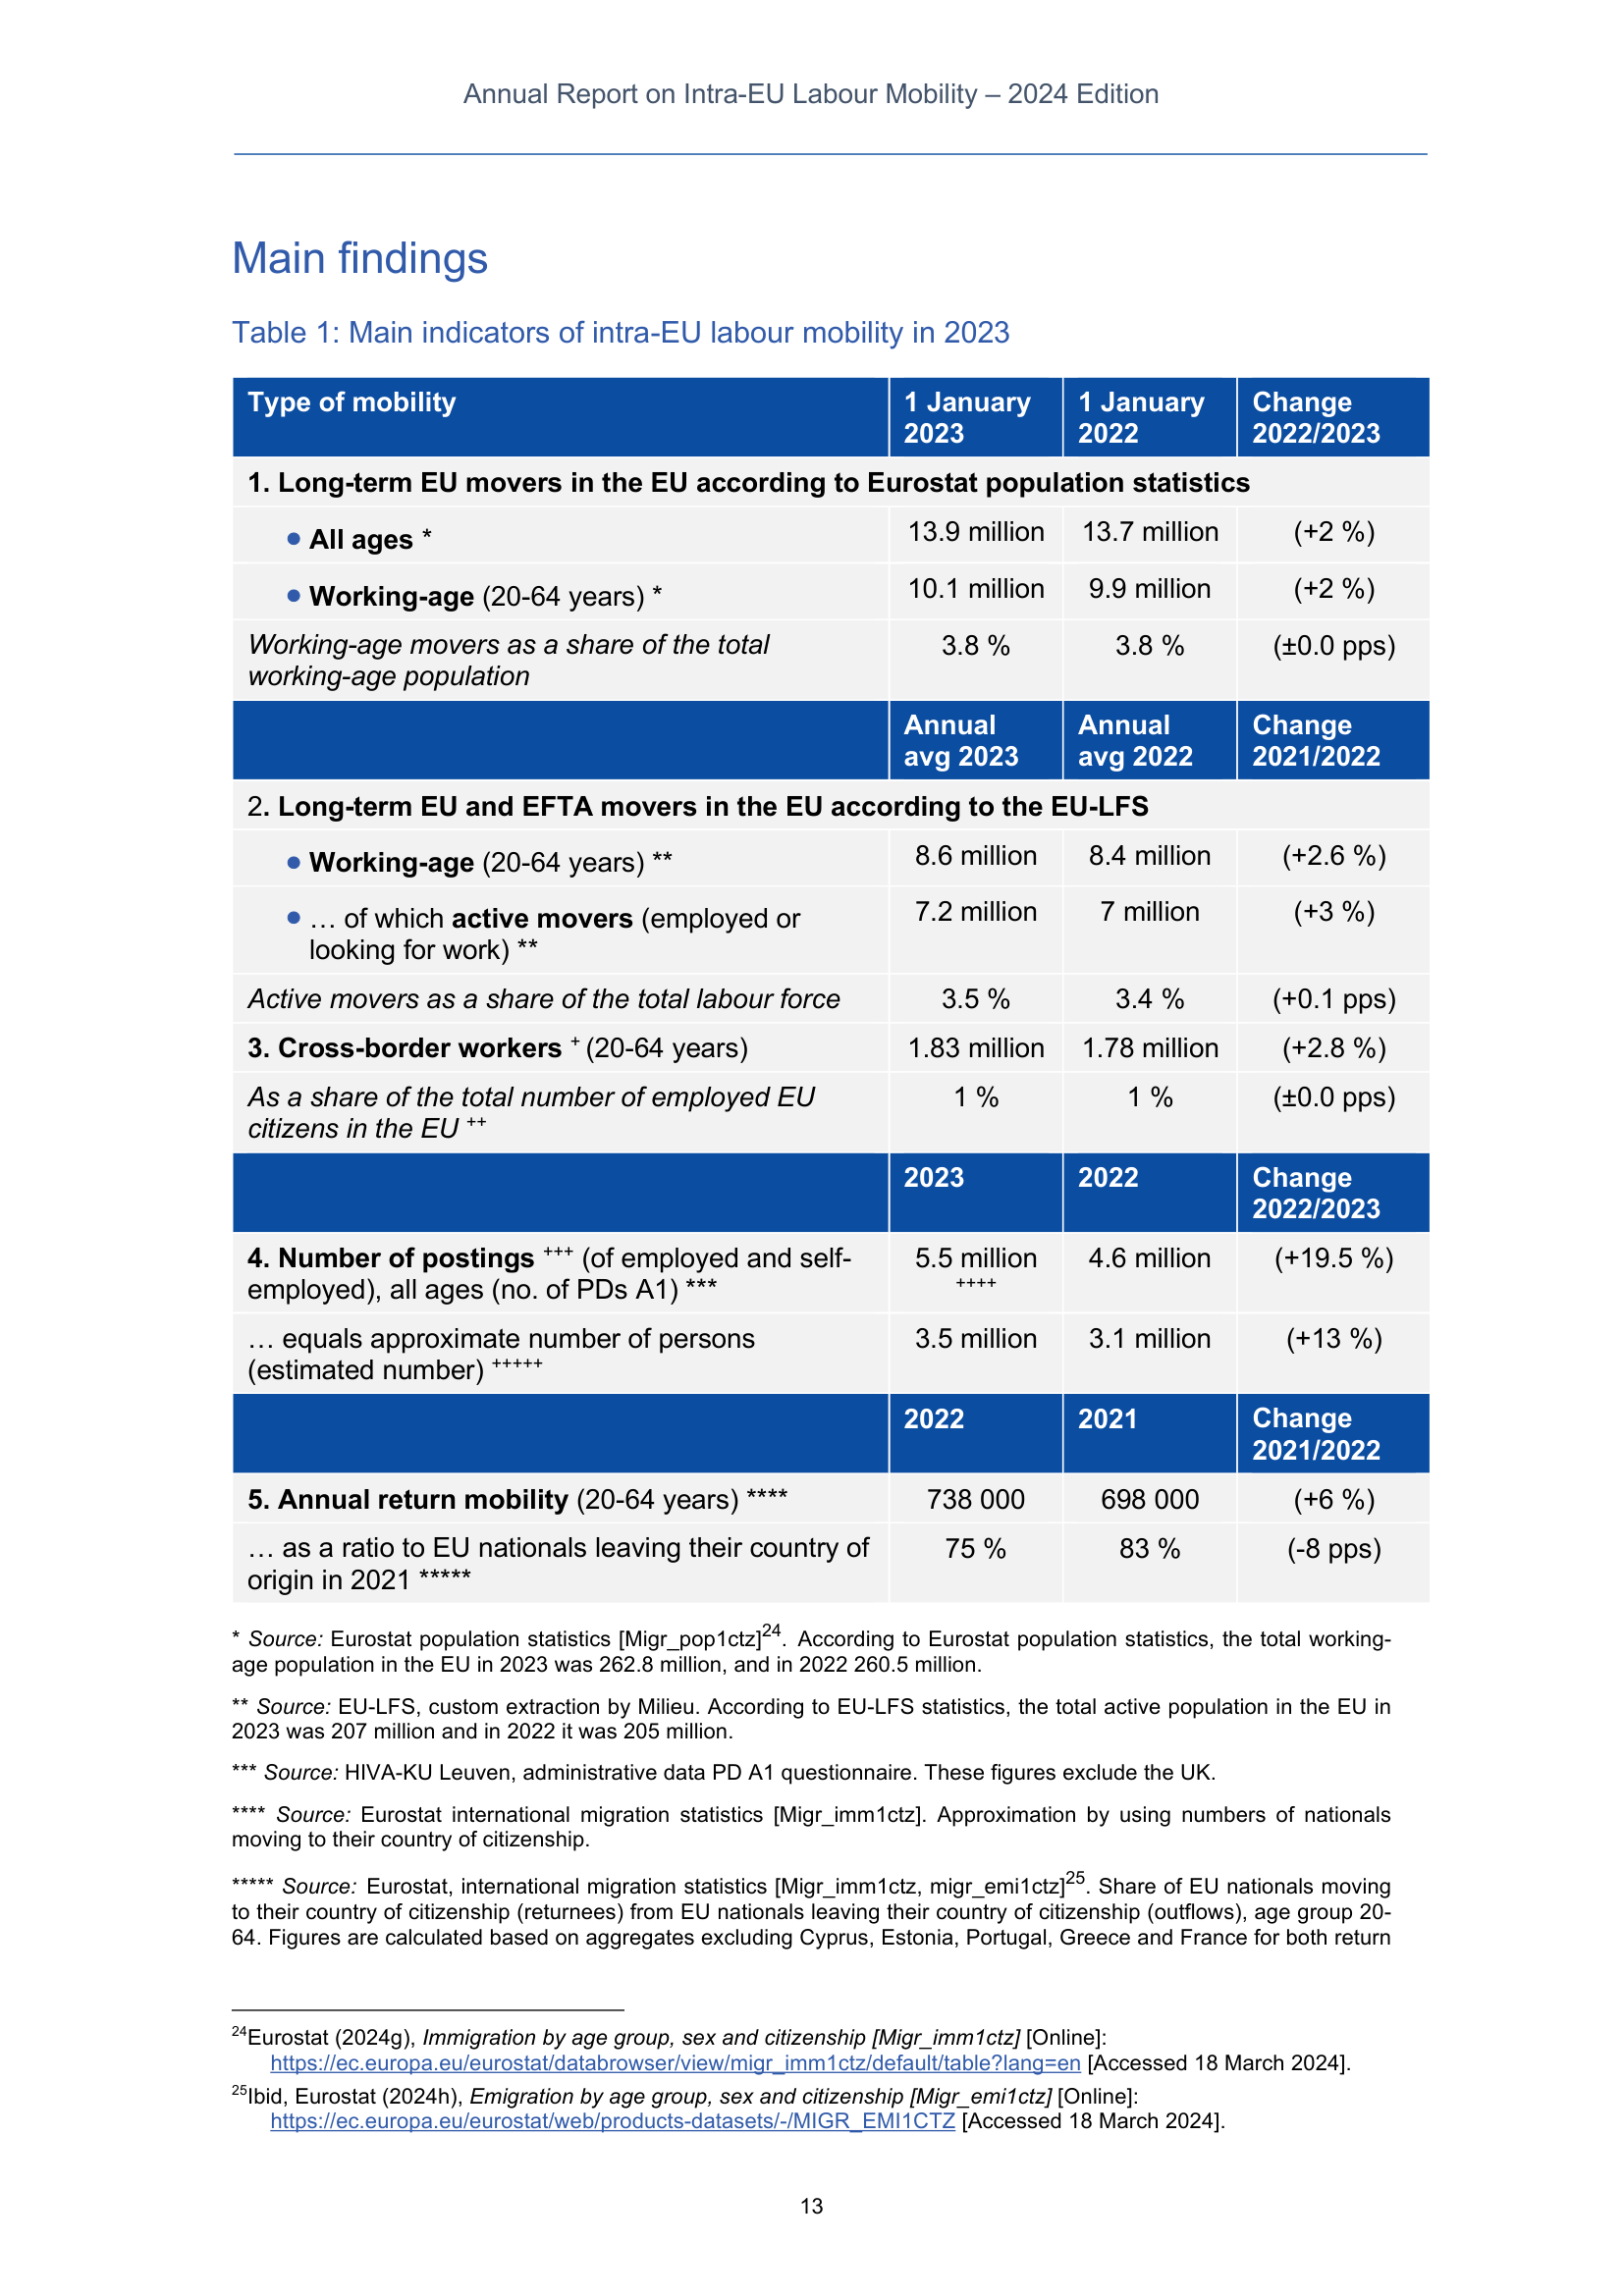 Annual Report on Intra-EU Labour Mobility – 2024 Edition
Main findings
Table 1: Main indicators of intra-EU labour mobility in 2023
Type of mobility 1 January 2023 1 January 2022 Change 2022/2023
1. Long-term EU movers in the EU according to Eurostat population statistics
• All ages * 13.9 million 13.7 million (+2 %)
• Working-age (20-64 years) * 10.1 million 9.9 million (+2 %)
Working-age movers as a share of the total working-age population 3.8 % 3.8 % (±0.0 pps)
Annual avg 2023 Annual avg 2022 Change 2021/2022
2. Long-term EU and EFTA movers in the EU according to the EU-LFS
• Working-age (20-64 years) ** 8.6 million 8.4 million (+2.6 %)
• … of which active movers (employed or looking for work) ** 7.2 million 7 million (+3 %)
Active movers as a share of the total labour force 3.5 % 3.4 % (+0.1 pps)
3. Cross-border workers + (20-64 years) 1.83 million 1.78 million (+2.8 %)
As a share of the total number of employed EU citizens in the EU ++ 1 % 1 % (±0.0 pps)
2023 2022 Change 2022/2023
4. Number of postings +++ (of employed and self-employed), all ages (no. of PDs A1) *** 5.5 million ++++ 4.6 million (+19.5 %)
… equals approximate number of persons (estimated number) +++++ 3.5 million 3.1 million (+13 %)
2022 2021 Change 2021/2022
5. Annual return mobility (20-64 years) **** 738 000 698 000 (+6 %)
… as a ratio to EU nationals leaving their country of origin in 2021 ***** 75 % 83 % (-8 pps)
* Source: Eurostat population statistics [Migr_pop1ctz]24. According to Eurostat population statistics, the total working-
age population in the EU in 2023 was 262.8 million, and in 2022 260.5 million.
** Source: EU-LFS, custom extraction by Milieu. According to EU-LFS statistics, the total active population in the EU in
2023 was 207 million and in 2022 it was 205 million.
*** Source: HIVA-KU Leuven, administrative data PD A1 questionnaire. These figures exclude the UK.
**** Source: Eurostat international migration statistics [Migr_imm1ctz]. Approximation by using numbers of nationals
moving to their country of citizenship.
***** Source: Eurostat, international migration statistics [Migr_imm1ctz, migr_emi1ctz]25. Share of EU nationals moving
to their country of citizenship (returnees) from EU nationals leaving their country of citizenship (outflows), age group 20-
64. Figures are calculated based on aggregates excluding Cyprus, Estonia, Portugal, Greece and France for both return
24Eurostat (2024g), Immigration by age group, sex and citizenship [Migr_imm1ctz] [Online]:
https://ec.europa.eu/eurostat/databrowser/view/migr_imm1ctz/default/table?lang=en [Accessed 18 March 2024].
25Ibid, Eurostat (2024h), Emigration by age group, sex and citizenship [Migr_emi1ctz] [Online]:
https://ec.europa.eu/eurostat/web/products-datasets/-/MIGR_EMI1CTZ [Accessed 18 March 2024].
13